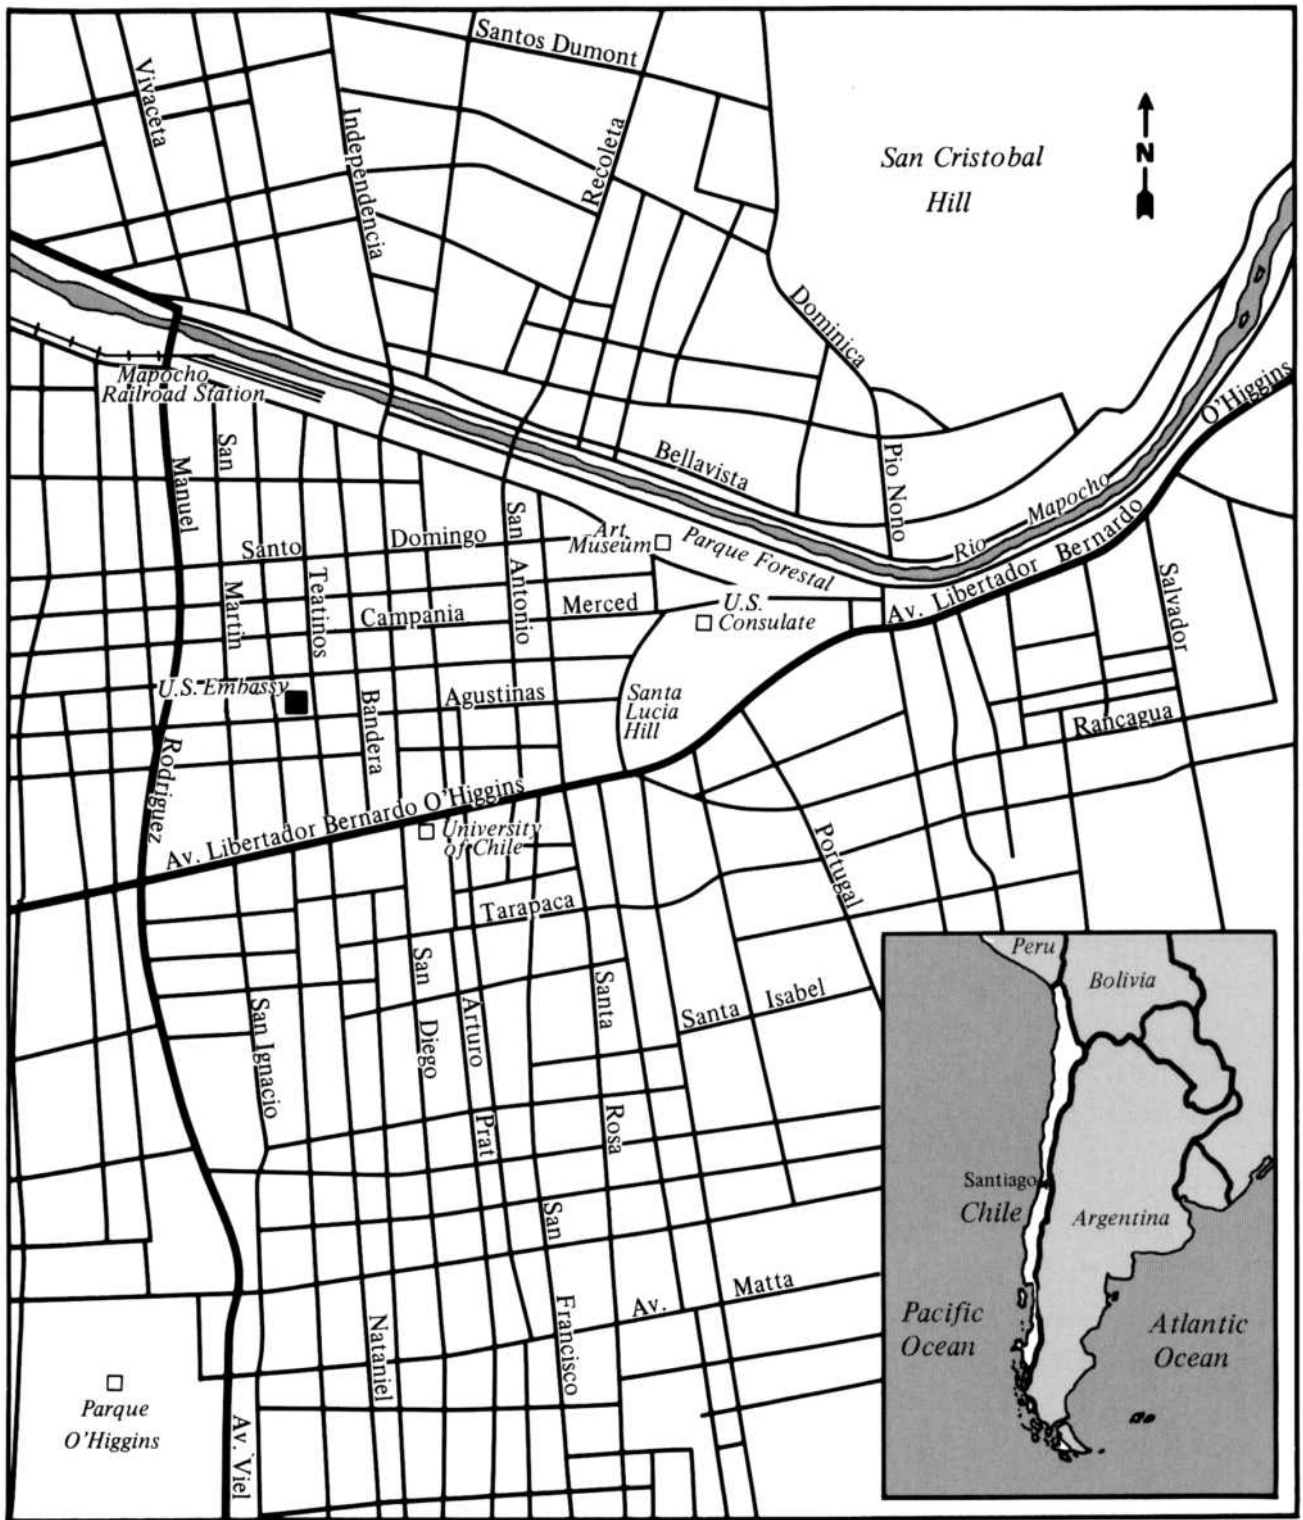 Santos Dumont
Vivaceta
Independencia
Recoleta
San Cristobal
Hill
N
Dominica
Mapocho
Railroad Station
O'Higgins
San
Manuel
Bellavista
Pio Nono
Mapocho
Rio
San
Santo
Domingo
Art
Museum
Parque Forestal
Bernardo
Av. Libertador
Martin
Teatinos
Antonio
Campania
Merced
U.S.
Consulate
Salvador
U.S. Embassy
Bandera
Agustinas
Santa
Lucia
Hill
Rancagua
Rodriguez
Av. Libertador Bernardo O'Higgins
University
of Chile
Portugal
Tarapaca
San
Diego
Santa
Rosa
Santa Isabel
San Ignacio
Arturo
Prat
San
Francisco
Av. Matta
Nataniel
Parque
O'Higgins
Av. Viel
Peru
Bolivia
Santiago
Chile
Argentina
Pacific
Ocean
Atlantic
Ocean